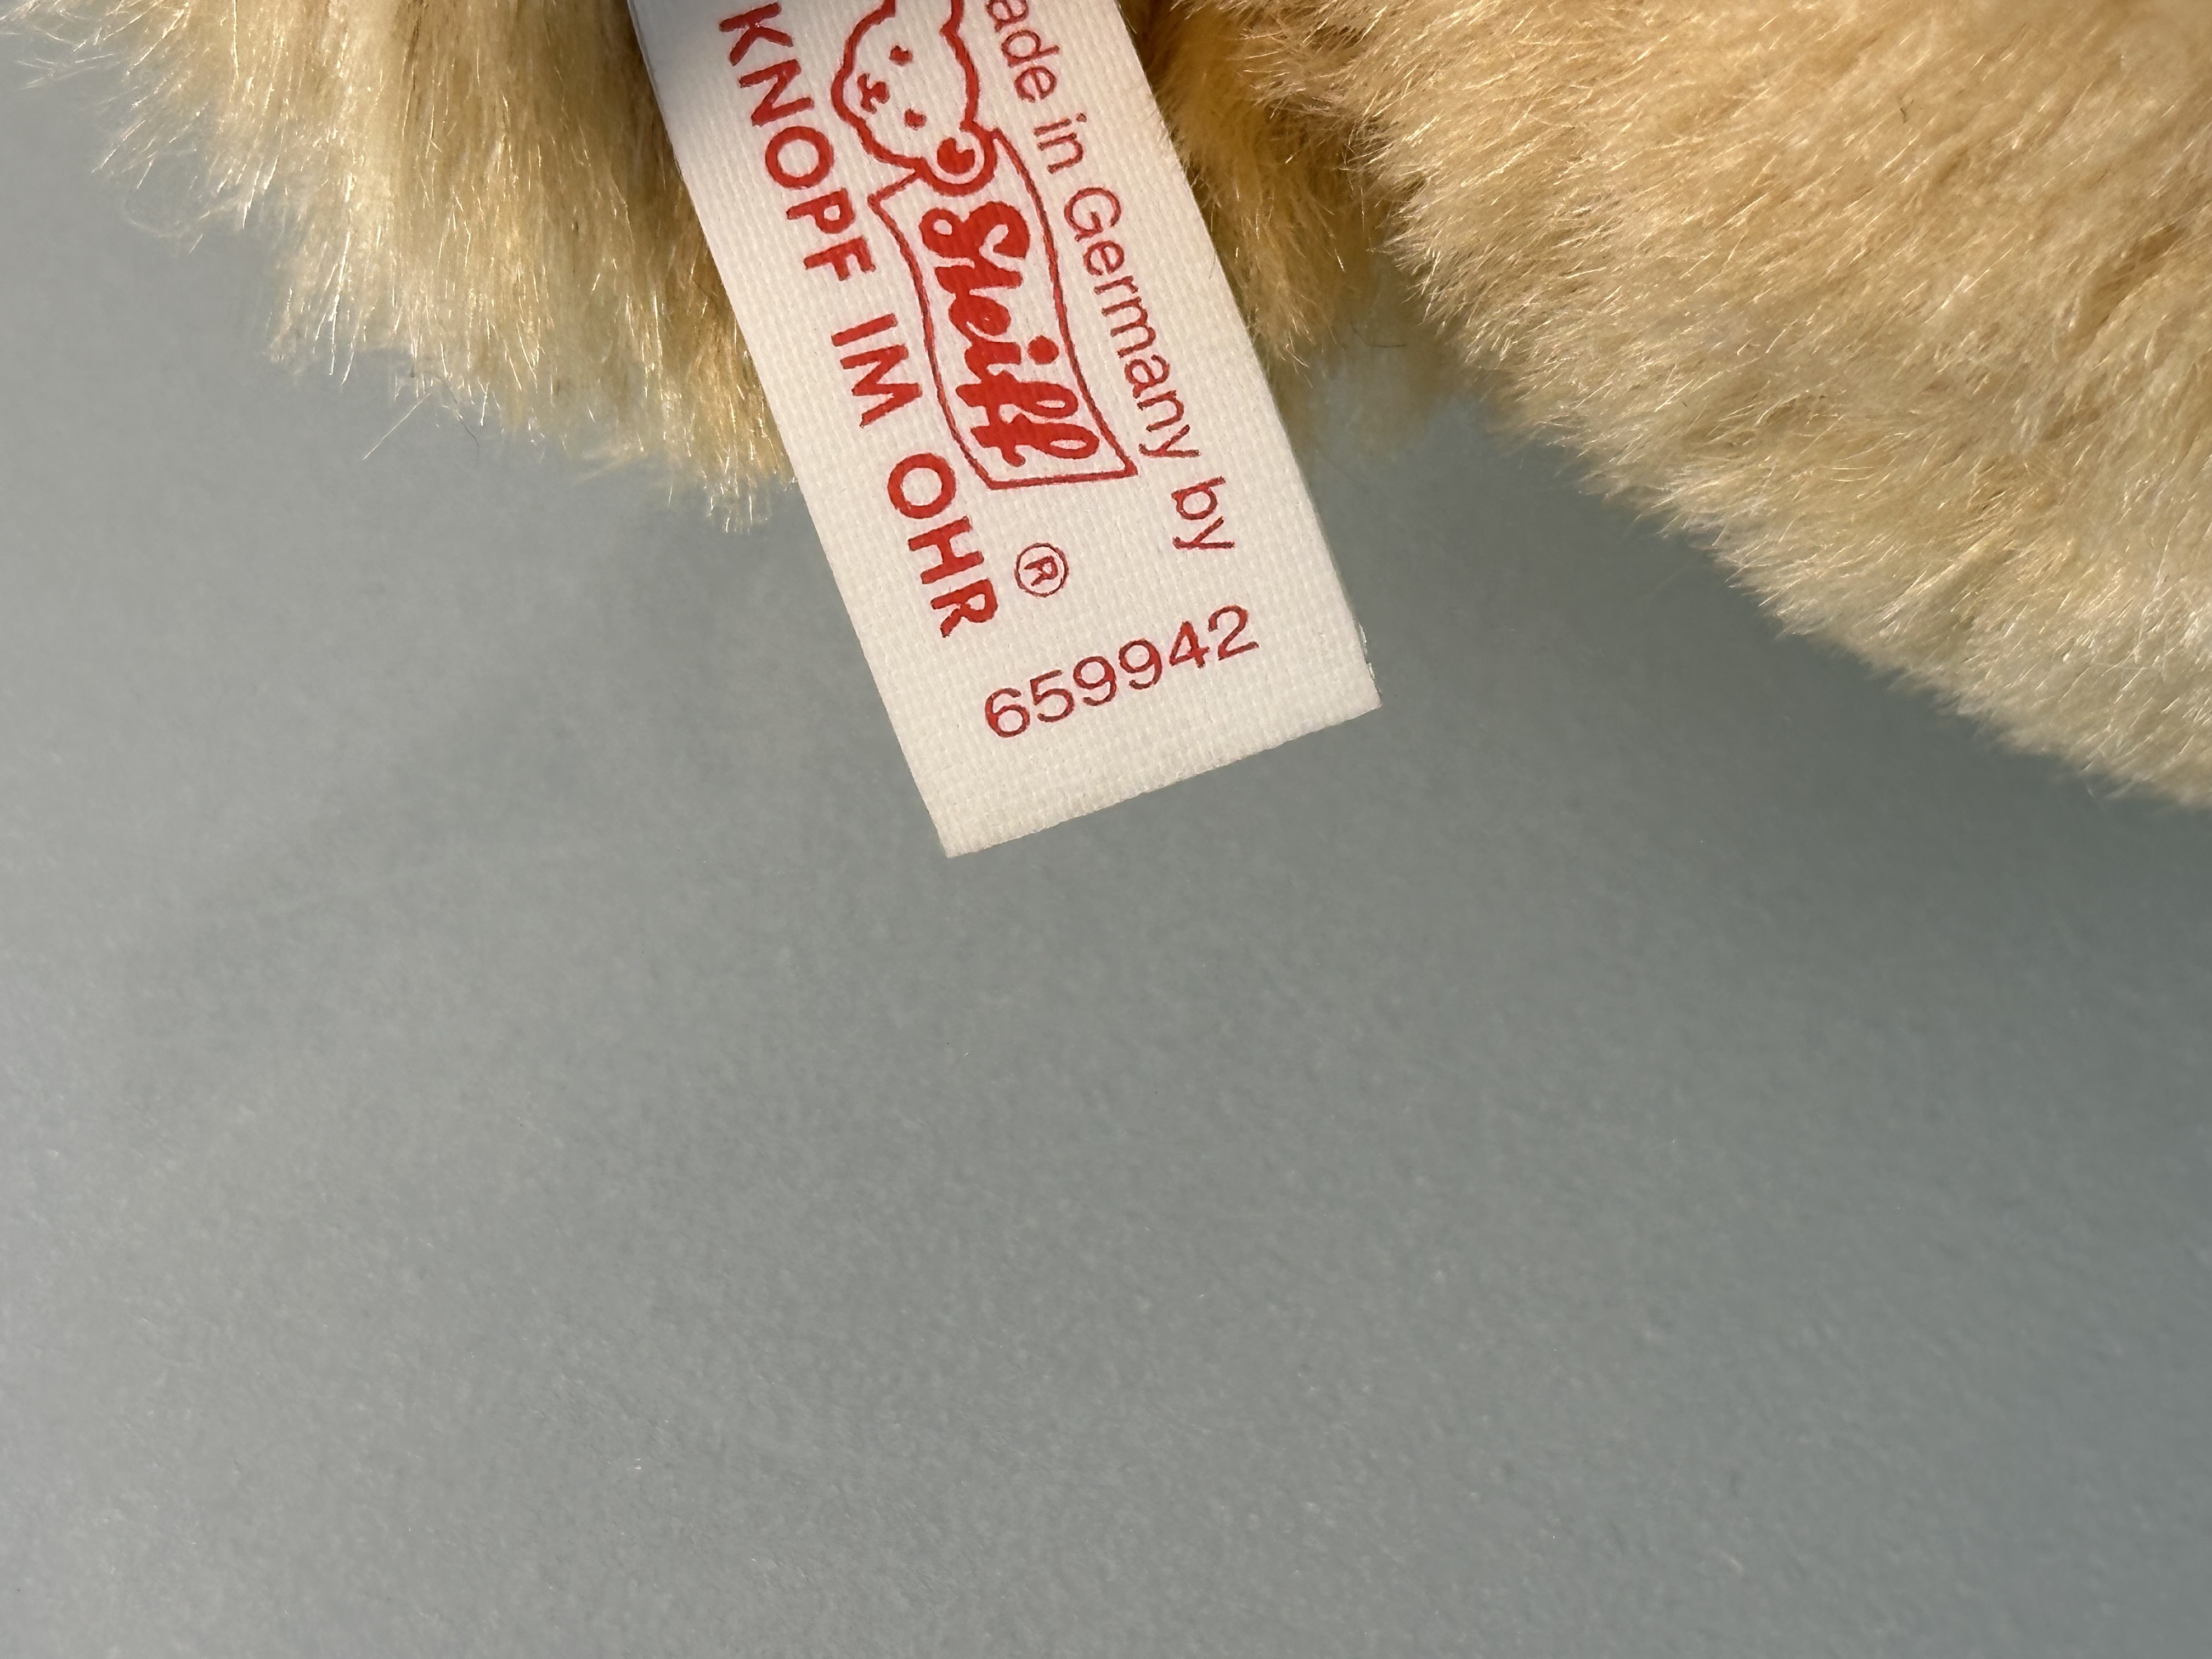 ade in Germany by
Steiff ®
KNOPF IM OHR
659942